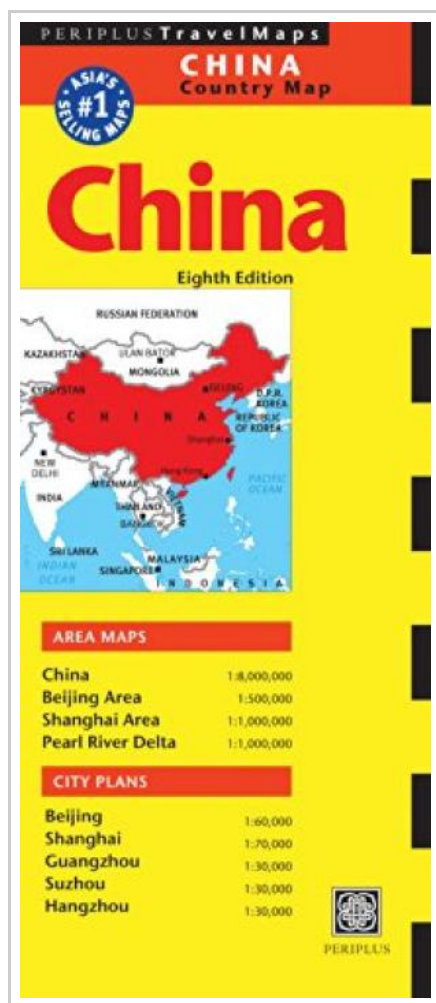 PERIPLUS TravelMaps
CHINA
Country Map
ASIA'S
#1
SELLING MAPS
China
Eighth Edition
RUSSIAN FEDERATION
KAZAKHSTAN
ULAN BATOR
MONGOLIA
KYRGYSTAN
BEIJING
D.P.R.
KOREA
CHINA
REPUBLIC
OF KOREA
Shanghai
NEW
DELHI
Hong Kong
PACIFIC
OCEAN
MYANMAR
INDIA
VIETNAM
THAILAND
BANGKOK
SRI LANKA
MALAYSIA
INDIAN
OCEAN
SINGAPORE
INDONESIA
AREA MAPS
China 1:8,000,000
Beijing Area 1:500,000
Shanghai Area 1:1,000,000
Pearl River Delta 1:1,000,000
CITY PLANS
Beijing 1:60,000
Shanghai 1:70,000
Guangzhou 1:30,000
Suzhou 1:30,000
Hangzhou 1:30,000
PERIPLUS